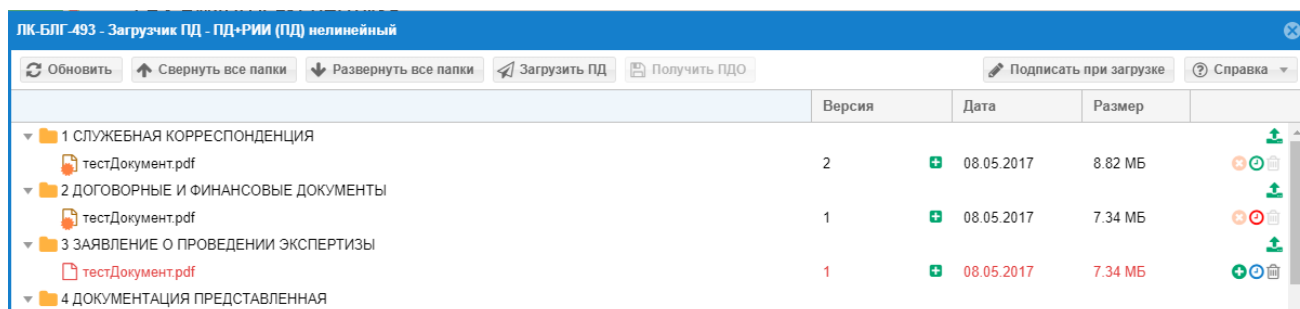 ЛК-БЛГ-493 - Загрузчик ПД - ПД+РИИ (ПД) нелинейный
Обновить Свернуть все папки Развернуть все папки Загрузить ПД Получить ПДО Подписать при загрузке Справка
Версия Дата Размер
1 СЛУЖЕБНАЯ КОРРЕСПОНДЕНЦИЯ
тестДокумент.pdf 2 08.05.2017 8.82 МБ
2 ДОГОВОРНЫЕ И ФИНАНСОВЫЕ ДОКУМЕНТЫ
тестДокумент.pdf 1 08.05.2017 7.34 МБ
3 ЗАЯВЛЕНИЕ О ПРОВЕДЕНИИ ЭКСПЕРТИЗЫ
тестДокумент.pdf 1 08.05.2017 7.34 МБ
4 ДОКУМЕНТАЦИЯ ПРЕДСТАВЛЕННАЯ